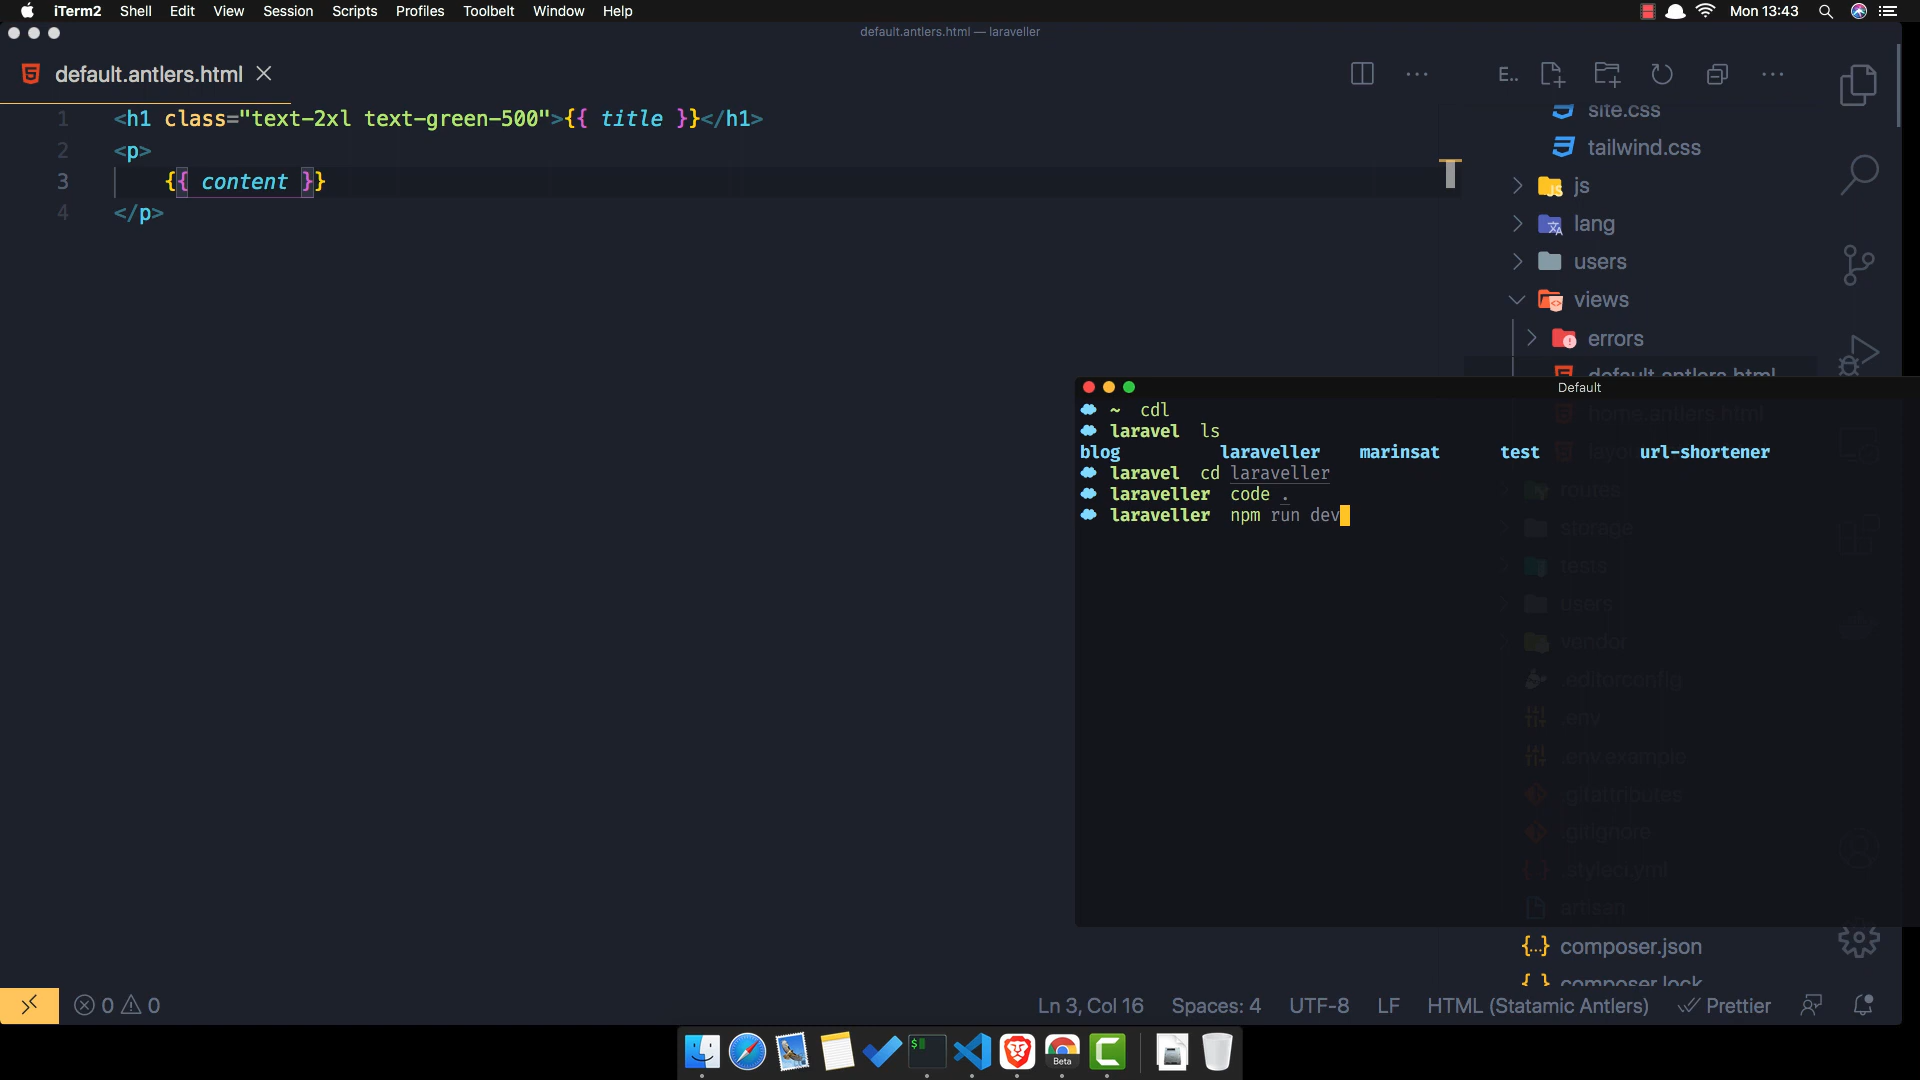 iTerm2 Shell Edit View Session Scripts Profiles Toolbelt Window Help Mon 13:43
default.antlers.html — laraveller
default.antlers.html
E..
1 <h1 class="text-2xl text-green-500">{{ title }}</h1>
2 <p>
3 {{ content }}
4 </p>
site.css
tailwind.css
js
lang
users
views
errors
default.antlers.html
home.antlers.html
routes
storage
tests
users
vendor
.editorconfig
.env
.env.example
.gitattributes
.gitignore
.styleci.yml
artisan
composer.json
composer.lock
Default
~ cdl
laravel ls
blog laraveller marinsat test url-shortener
laravel cd laraveller
laraveller code .
laraveller npm run dev
0 0
Ln 3, Col 16 Spaces: 4 UTF-8 LF HTML (Statamic Antlers) Prettier
Beta